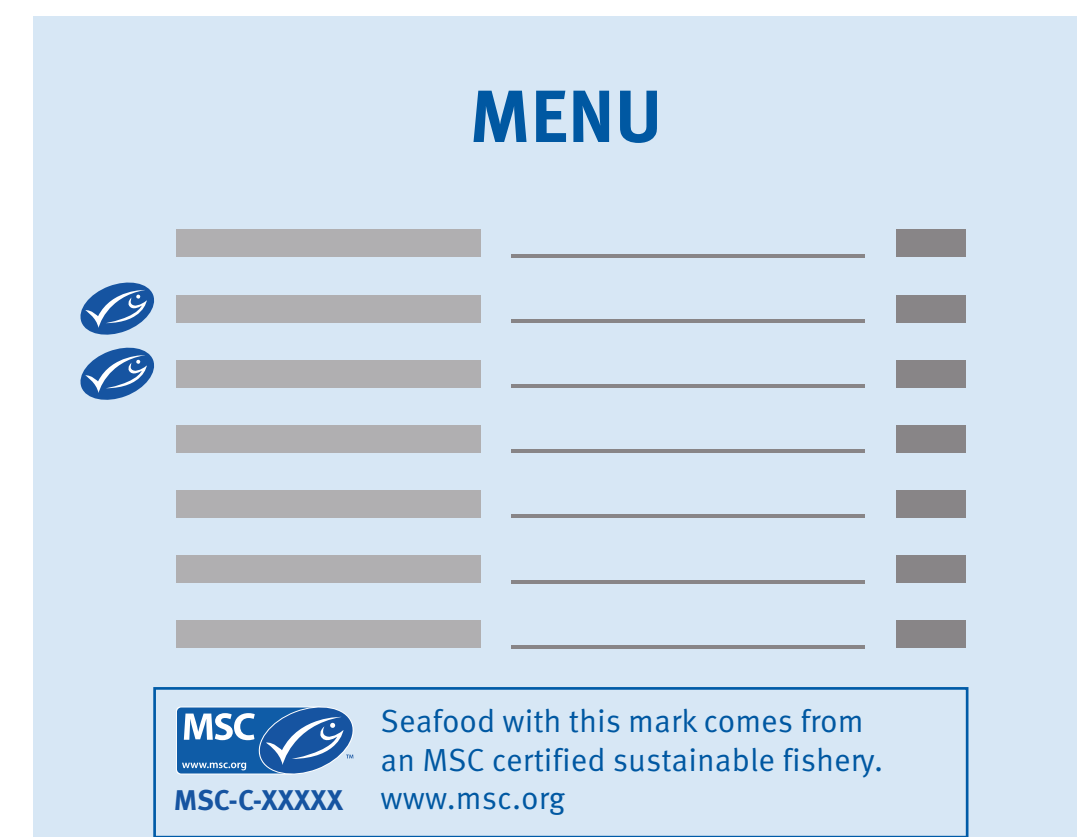 MENU
MSC
www.msc.org
™
MSC-C-XXXXX
Seafood with this mark comes from
an MSC certified sustainable fishery.
www.msc.org